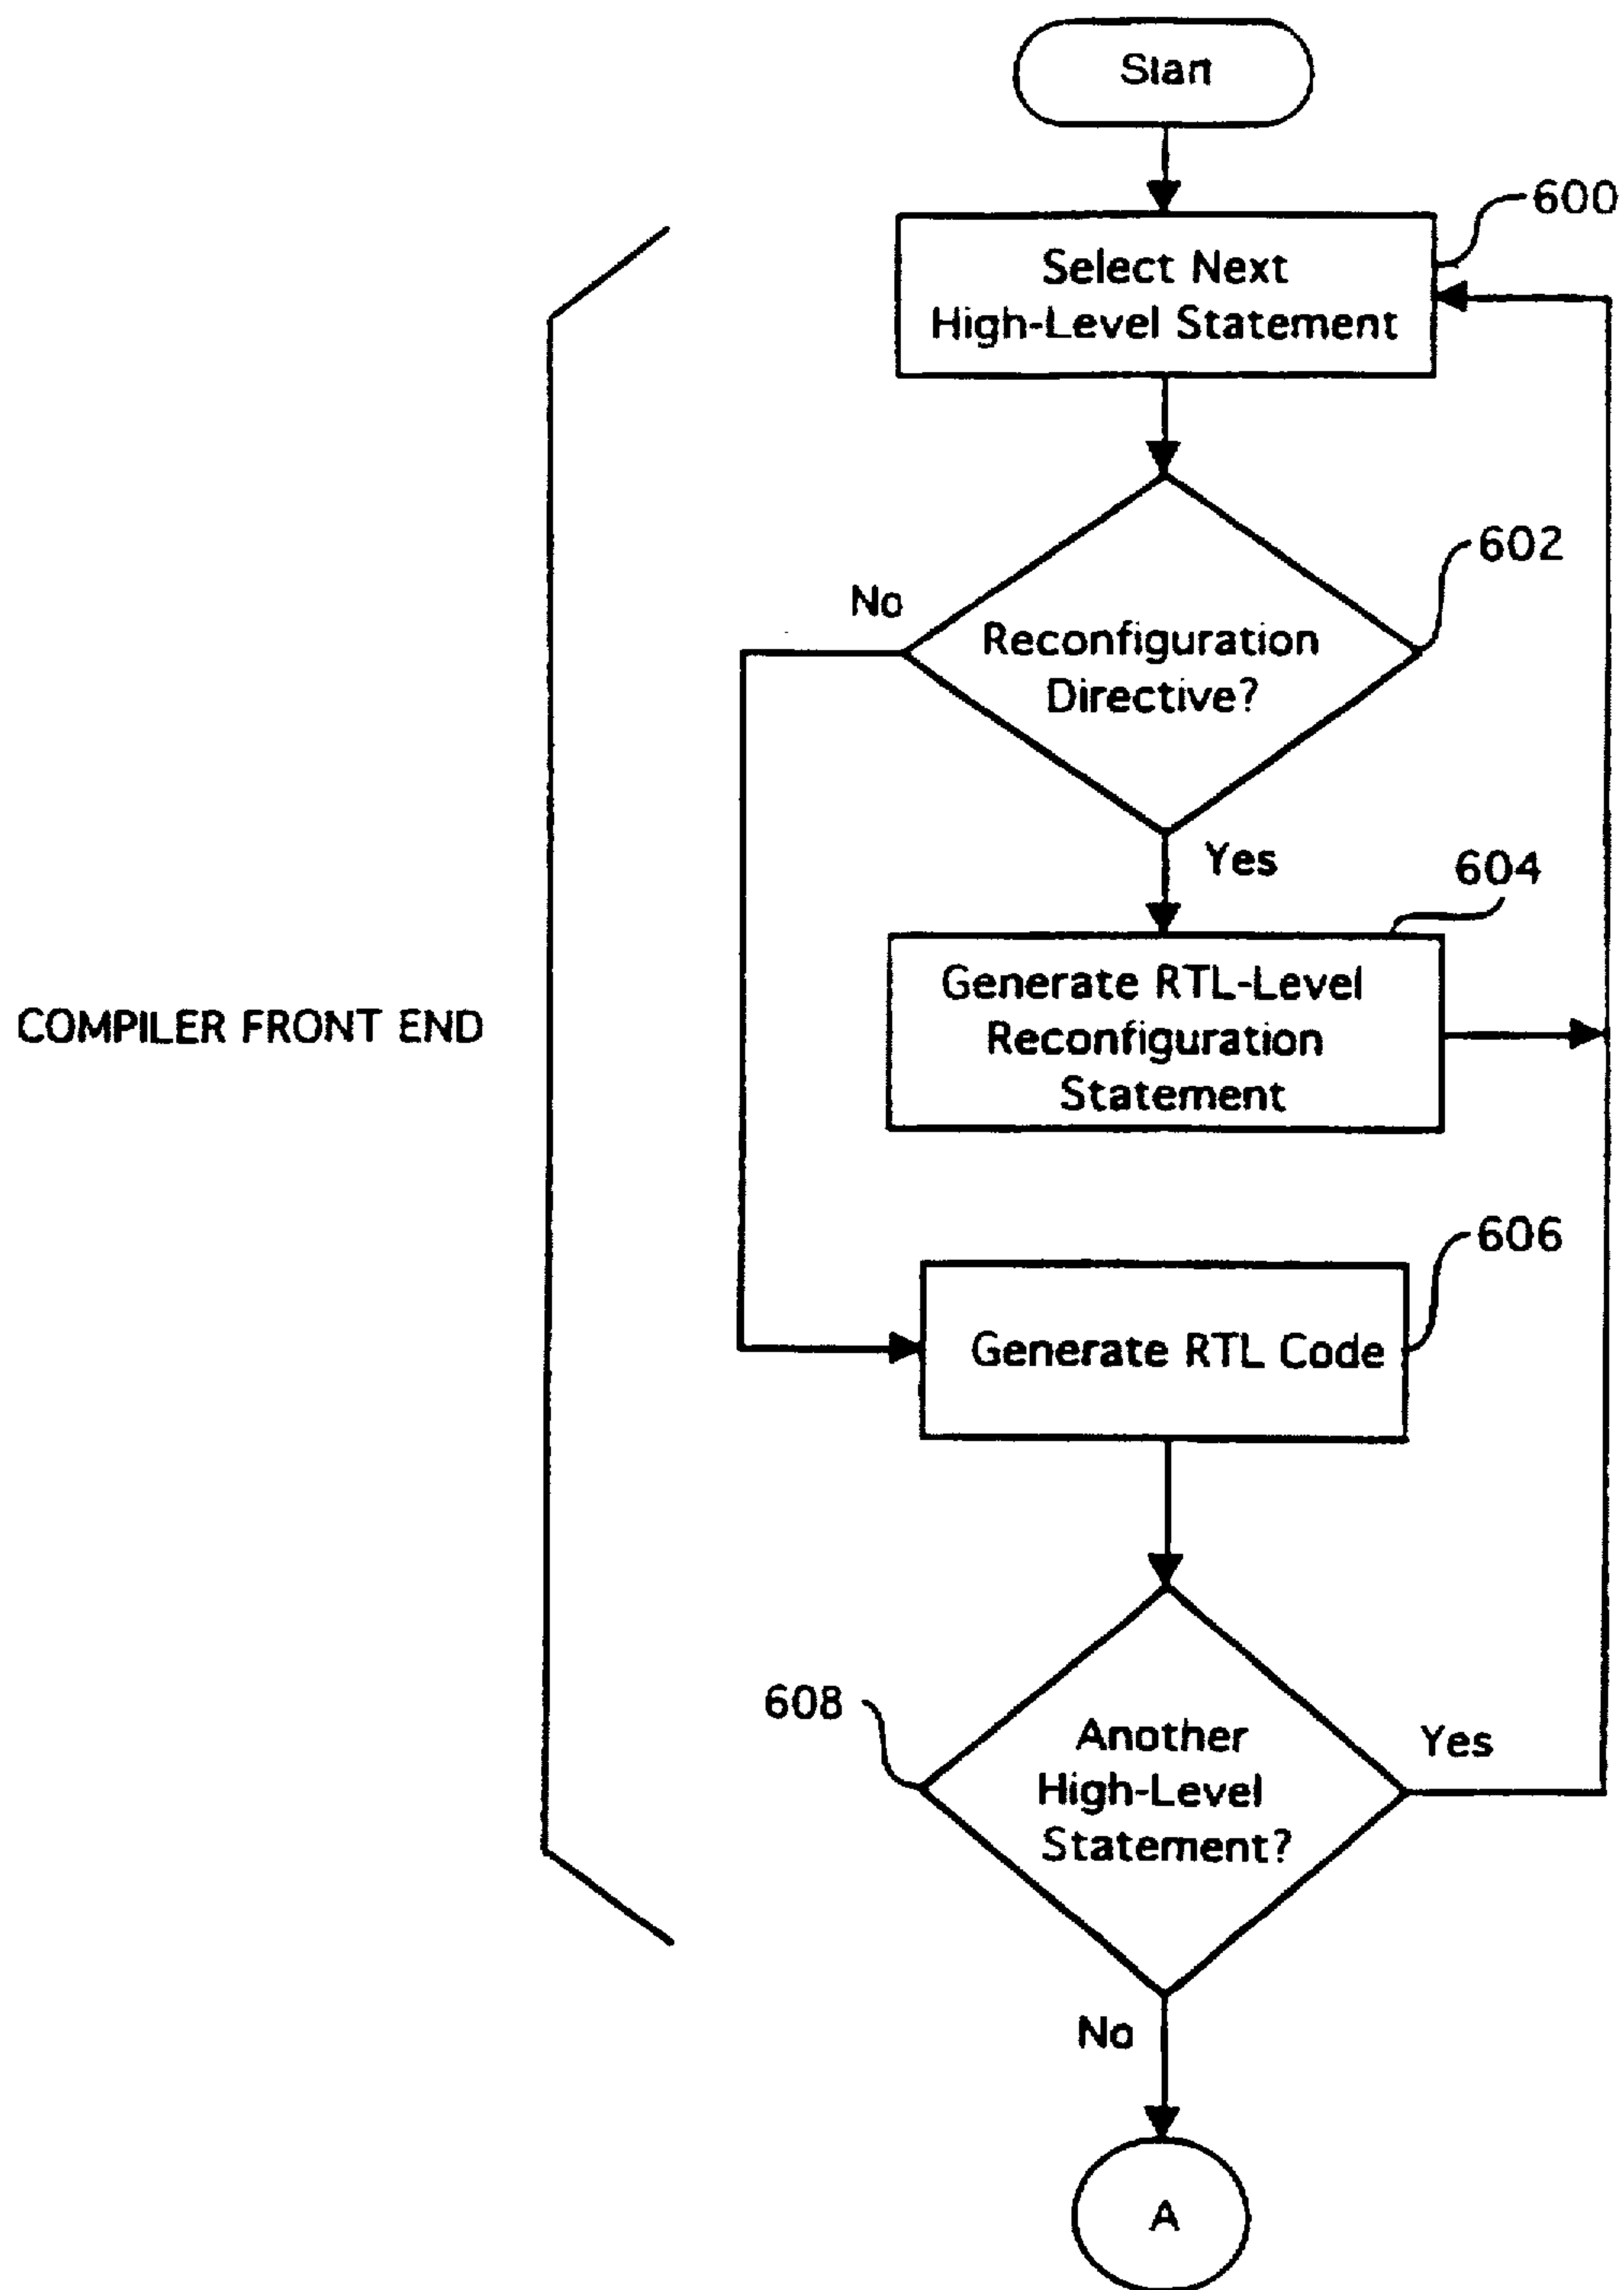 Start
600
Select Next
High-Level Statement
602
No
Reconfiguration
Directive?
Yes
604
Generate RTL-Level
Reconfiguration
Statement
COMPILER FRONT END
606
Generate RTL Code
608
Another
High-Level
Statement?
Yes
No
A